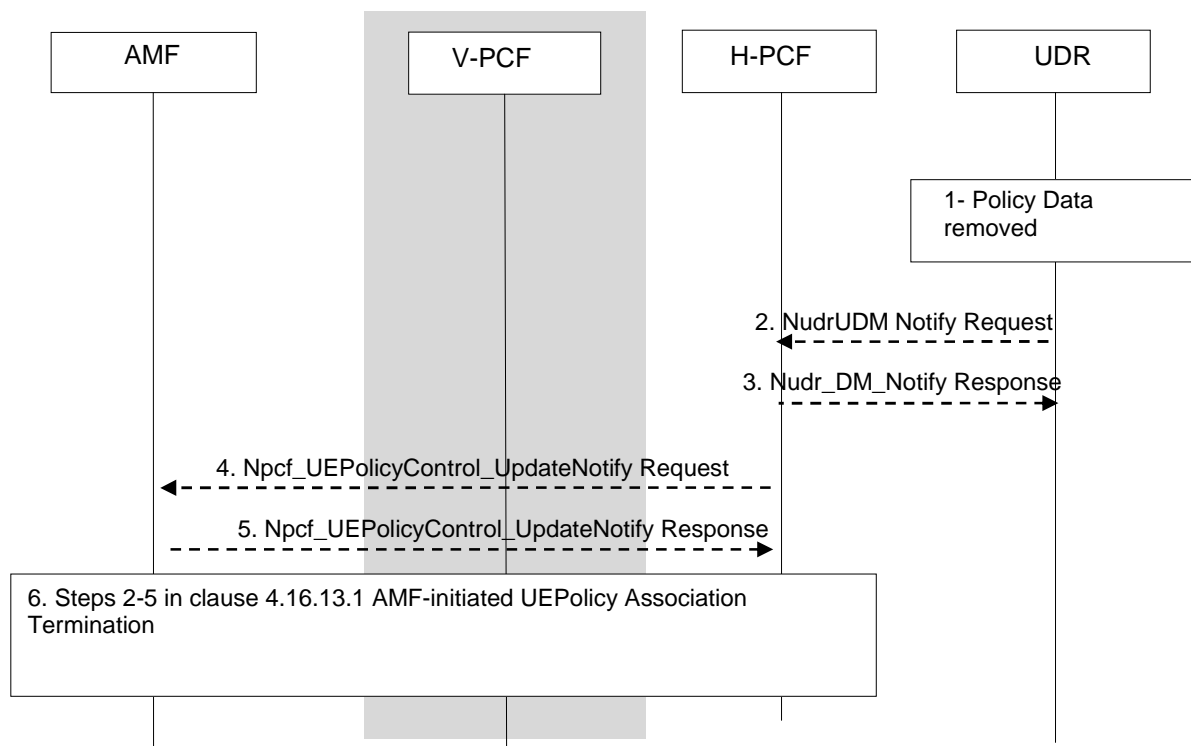 AMF
V-PCF
H-PCF
UDR
1- Policy Data
removed
2. NudrUDM Notify Request
3. Nudr_DM_Notify Response
4. Npcf_UEPolicyControl_UpdateNotify Request
5. Npcf_UEPolicyControl_UpdateNotify Response
6. Steps 2-5 in clause 4.16.13.1 AMF-initiated UEPolicy Association
Termination